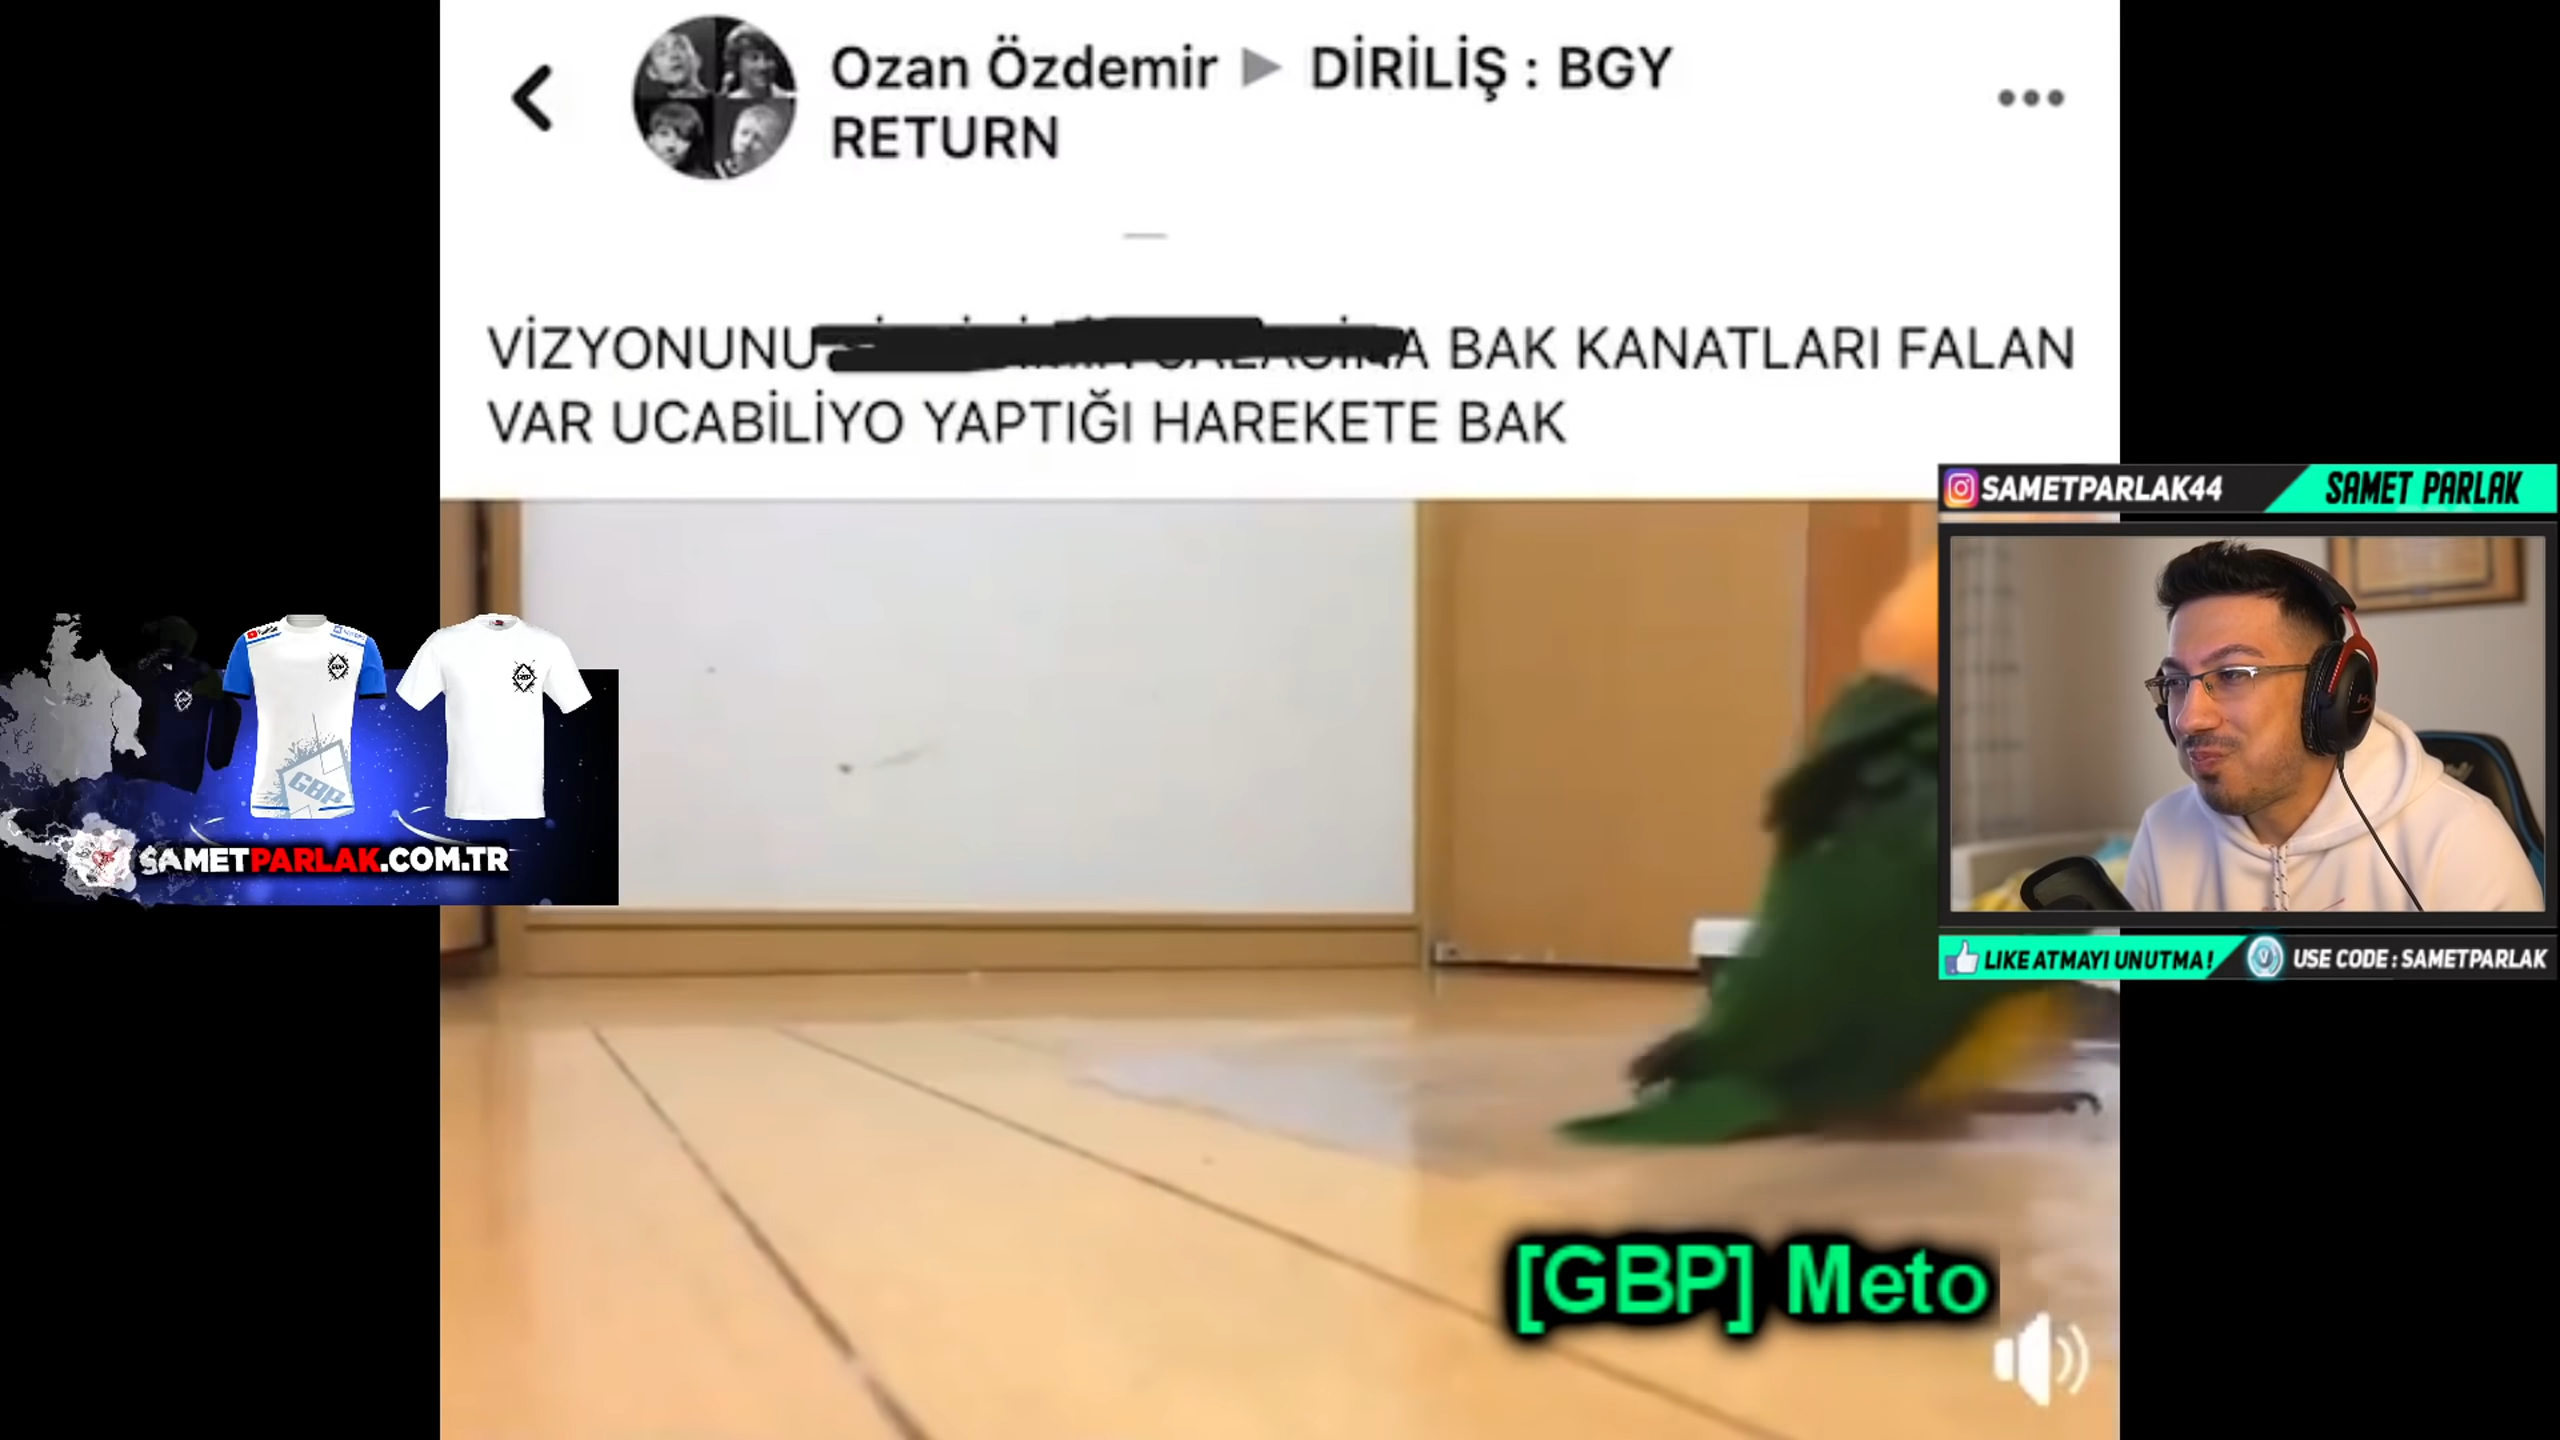 Ozan Özdemir ▶ DİRİLİŞ : BGY
RETURN
VİZYONUNU BAK KANATLARI FALAN
VAR UCABİLİYO YAPTIĞI HAREKETE BAK
SAMETPARLAK44
SAMET PARLAK
GBP
SAMETPARLAK.COM.TR
LIKE ATMAYI UNUTMA !
USE CODE : SAMETPARLAK
[GBP] Meto